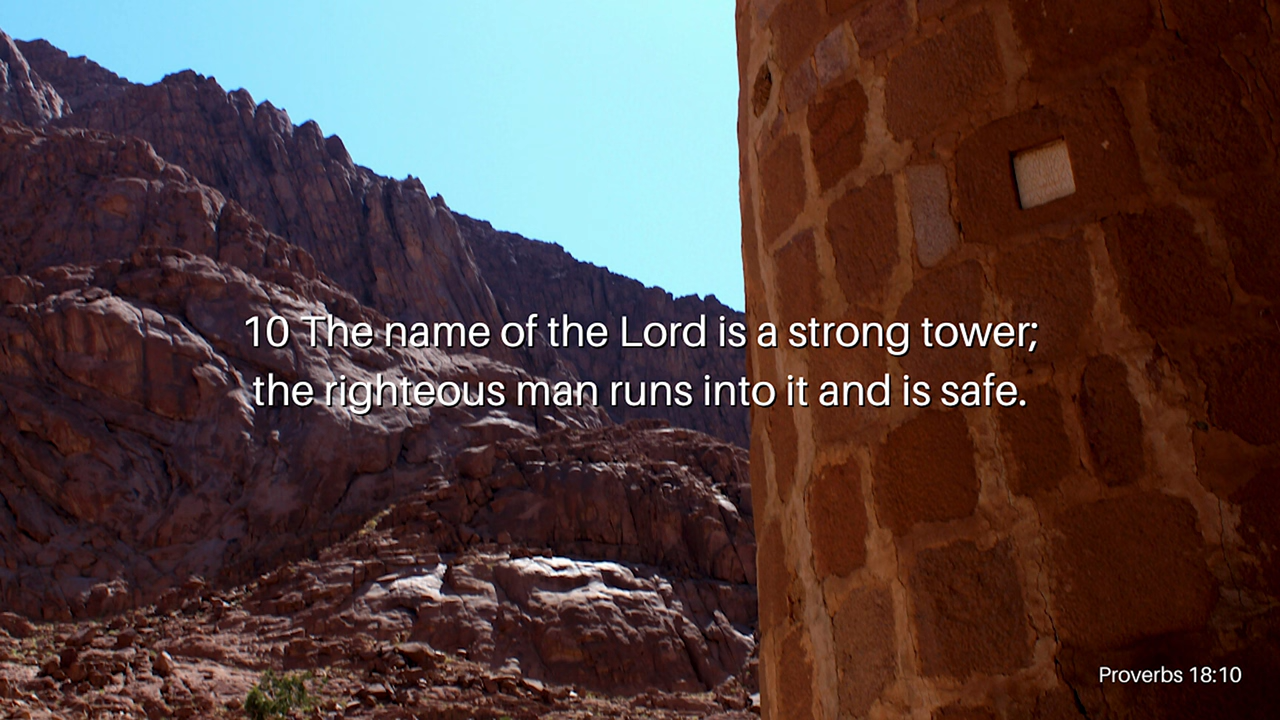 10 The name of the Lord is a strong tower;
the righteous man runs into it and is safe.
Proverbs 18:10